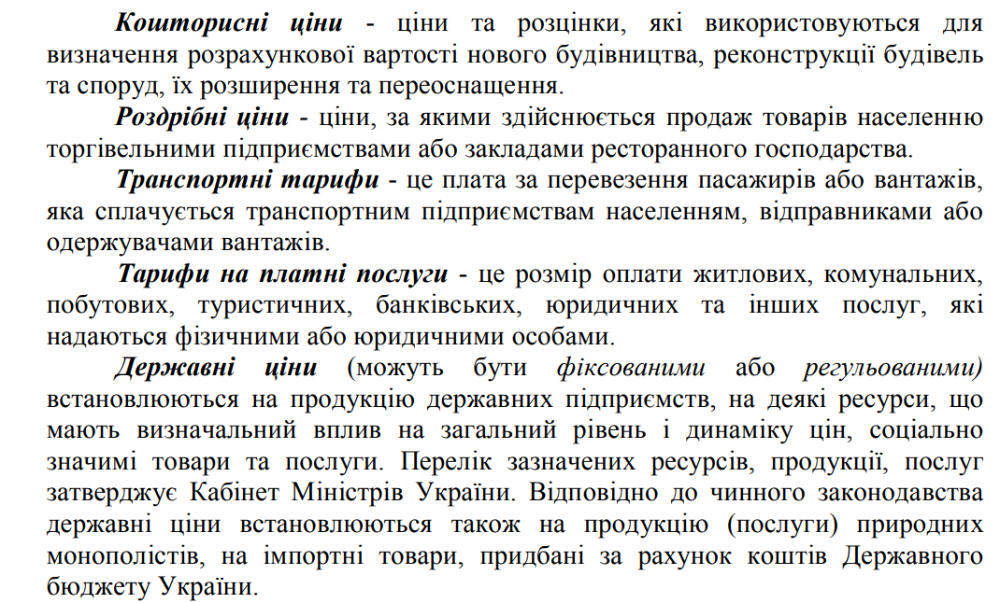 Кошторисні ціни - ціни та розцінки, які використовуються для
визначення розрахункової вартості нового будівництва, реконструкції будівель
та споруд, їх розширення та переоснащення.
Роздрібні ціни - ціни, за якими здійснюється продаж товарів населенню
торгівельними підприємствами або закладами ресторанного господарства.
Транспортні тарифи - це плата за перевезення пасажирів або вантажів,
яка сплачується транспортним підприємствам населенням, відправниками або
одержувачами вантажів.
Тарифи на платні послуги - це розмір оплати житлових, комунальних,
побутових, туристичних, банківських, юридичних та інших послуг, які
надаються фізичними або юридичними особами.
Державні ціни (можуть бути фіксованими або регульованими)
встановлюються на продукцію державних підприємств, на деякі ресурси, що
мають визначальний вплив на загальний рівень і динаміку цін, соціально
значимі товари та послуги. Перелік зазначених ресурсів, продукції, послуг
затверджує Кабінет Міністрів України. Відповідно до чинного законодавства
державні ціни встановлюються також на продукцію (послуги) природних
монополістів, на імпортні товари, придбані за рахунок коштів Державного
бюджету України.